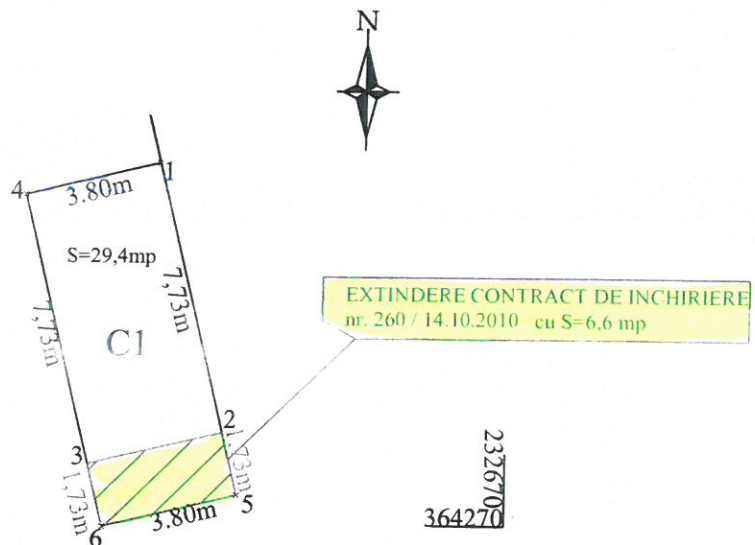 N
1
4
3.80m
S=29,4mp
7,73m
7,73m
C1
EXTINDERE CONTRACT DE INCHIRIERE
nr. 260 / 14.10.2010 cu S=6,6 mp
2
3
1,73m
1,73m
3.80m
5
6
232670
364270